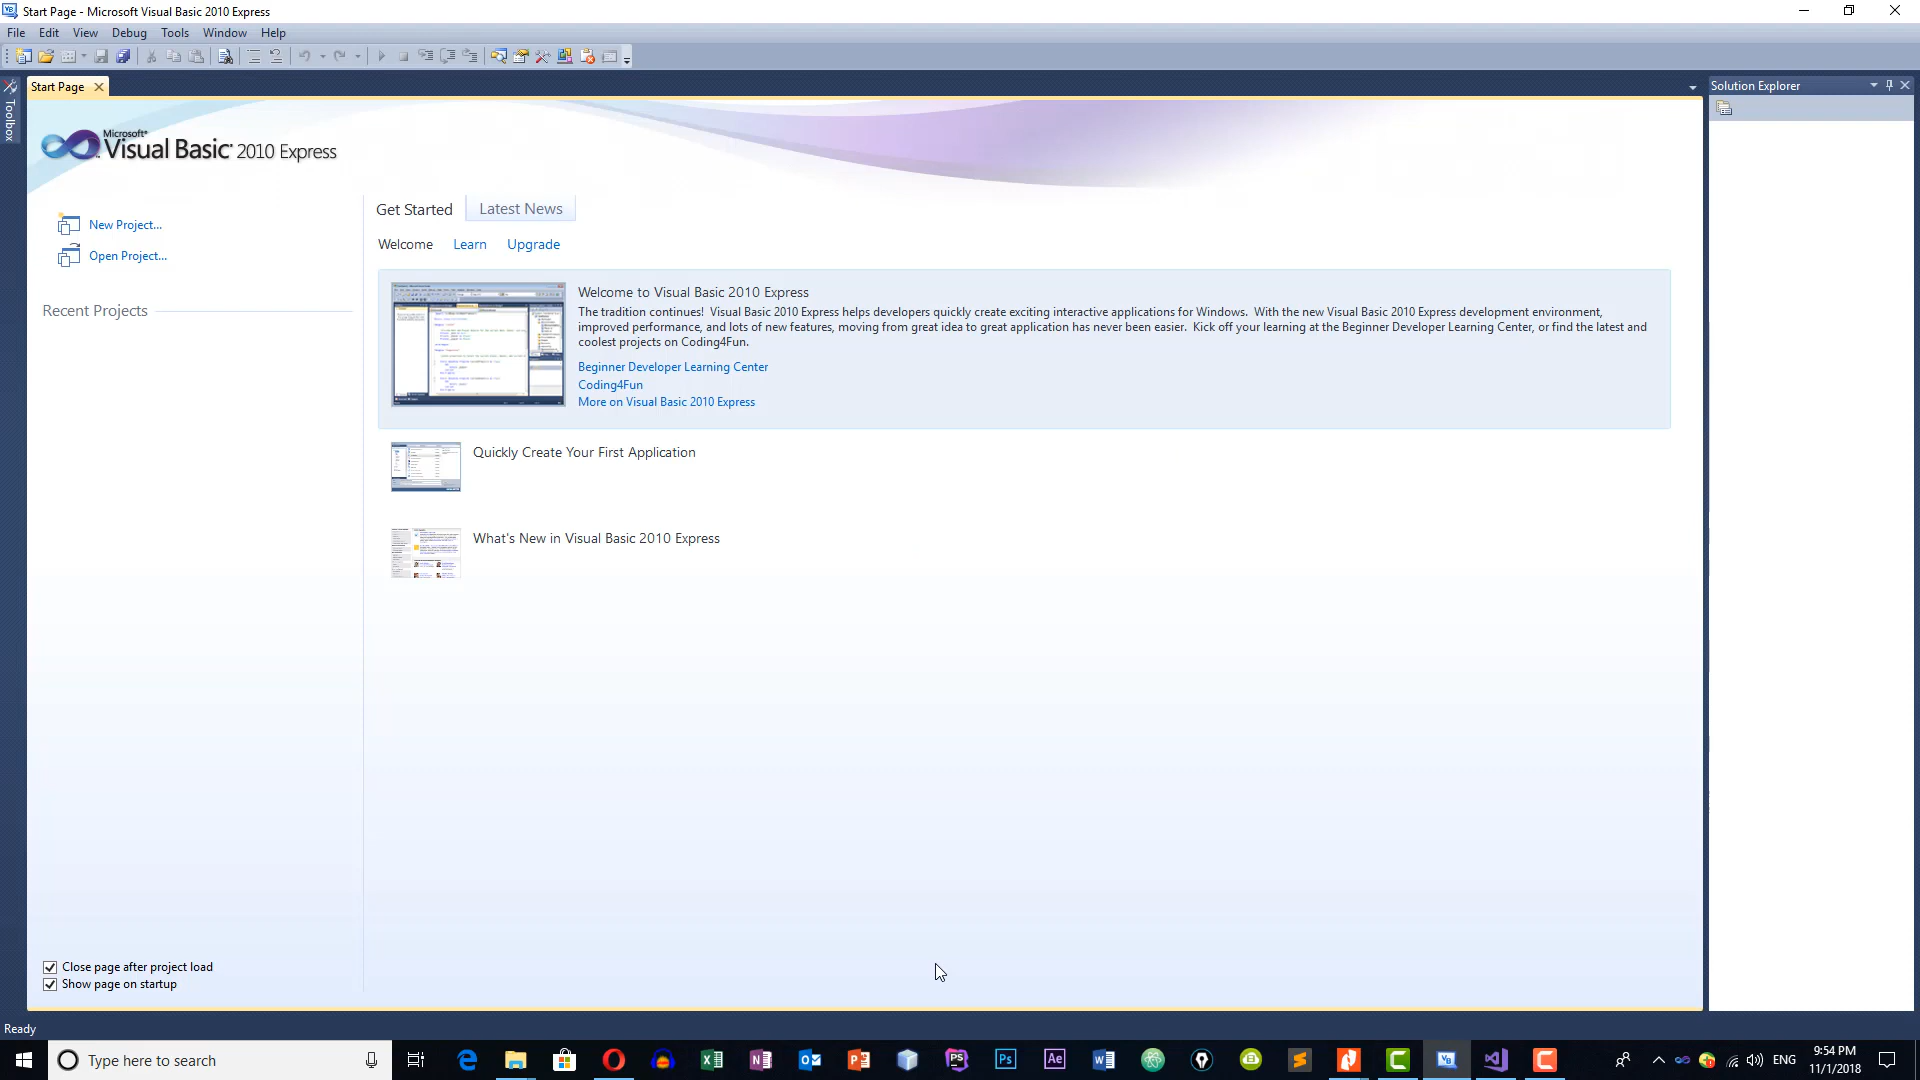 Start Page - Microsoft Visual Basic 2010 Express
File Edit View Debug Tools Window Help
Toolbox
Start Page
Solution Explorer
Microsoft®
Visual Basic® 2010 Express
New Project...
Open Project...
Recent Projects
Get Started Latest News
Welcome Learn Upgrade
Welcome to Visual Basic 2010 Express
The tradition continues! Visual Basic 2010 Express helps developers quickly create exciting interactive applications for Windows. With the new Visual Basic 2010 Express development environment,
improved performance, and lots of new features, moving from great idea to great application has never been easier. Kick off your learning at the Beginner Developer Learning Center, or find the latest and
coolest projects on Coding4Fun.
Beginner Developer Learning Center
Coding4Fun
More on Visual Basic 2010 Express
Quickly Create Your First Application
What's New in Visual Basic 2010 Express
Close page after project load
Show page on startup
Ready
Type here to search
ENG
9:54 PM
11/1/2018